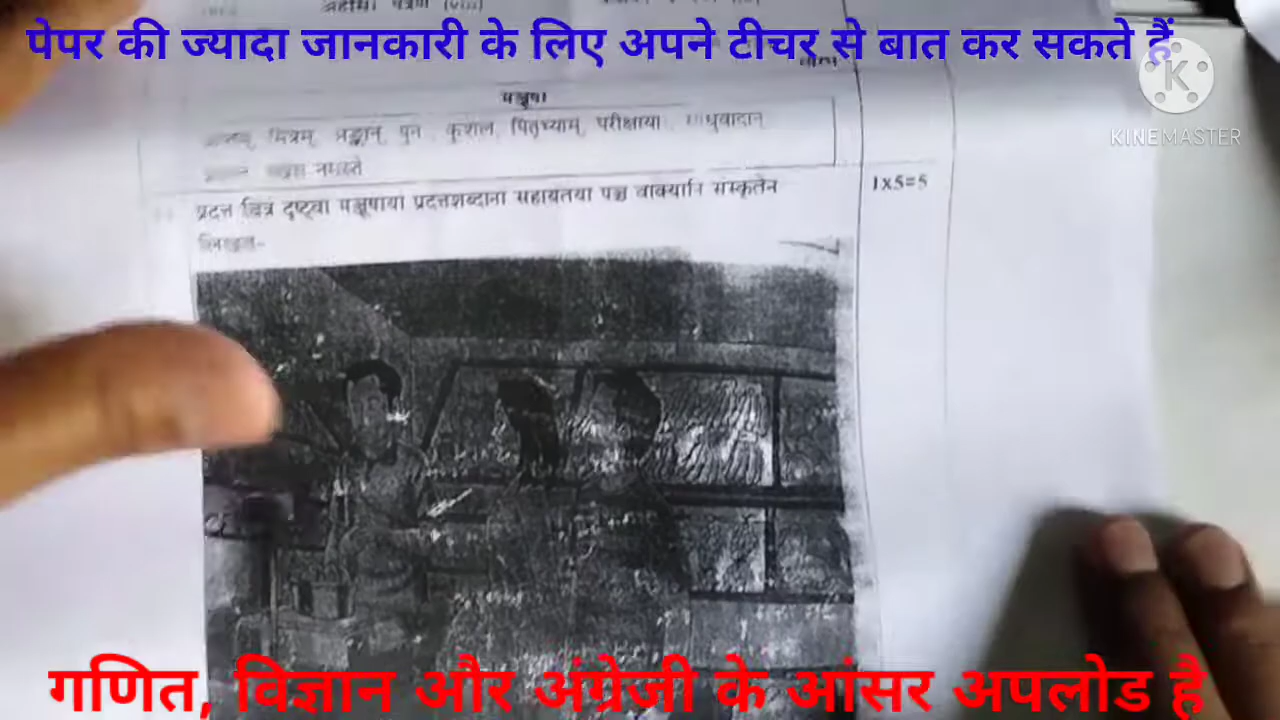 पेपर की ज्यादा जानकारी के लिए अपने टीचर से बात कर सकते हैं
KINEMASTER
मञ्जूषा
मित्रम्, अङ्कान्, पुन, कुशल, पितृभ्याम्, परीक्षाया, साधुवादान्
नमस्ते
प्रदत्त चित्रं दृष्ट्वा मञ्जूषायां प्रदत्तशब्दाना सहायतया पञ्च वाक्यानि संस्कृतेन
लिखत-
1x5=5
गणित, विज्ञान और अंग्रेजी के आंसर अपलोड है